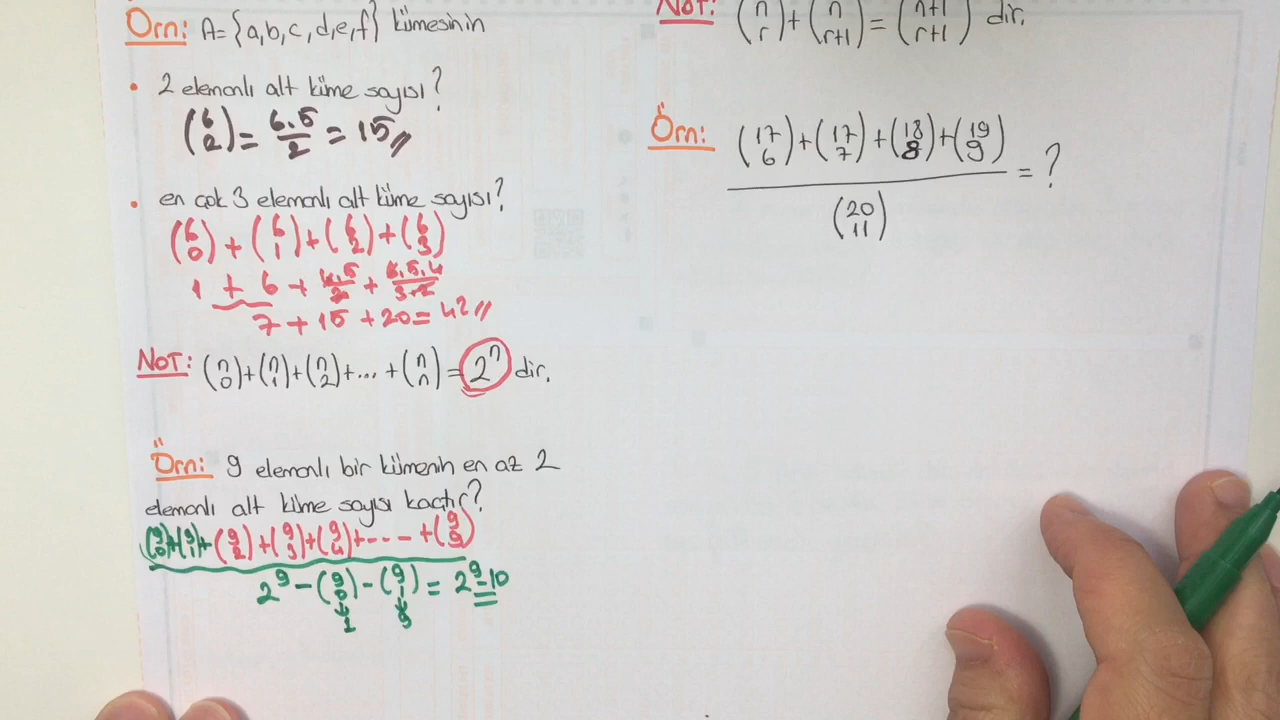 Örn: A={a,b,c,d,e,f} kümesinin
• 2 elemanlı alt küme sayısı?
(6 2) = 6.5/2 = 15//
• en çok 3 elemanlı alt küme sayısı?
(6 0) + (6 1) + (6 2) + (6 3)
1 + 6 + 6.5/2 + 6.5.4/3.2
7 + 15 + 20 = 42//
NOT: (n 0)+(n 1)+(n 2)+... +(n n) = 2^n dir.
Örn: 9 elemanlı bir kümenin en az 2
elemanlı alt küme sayısı kaçtır?
(9 0)+(9 1)+(9 2)+(9 3)+(9 4)+---- +(9 9)
2^9 - (9 0) - (9 1) = 2^9-10
1 9
NOT: (n r)+(n r+1) = (n+1 r+1) dir.
Örn: (17 6)+(17 7)+(18 8)+(19 9) / (20 11) = ?